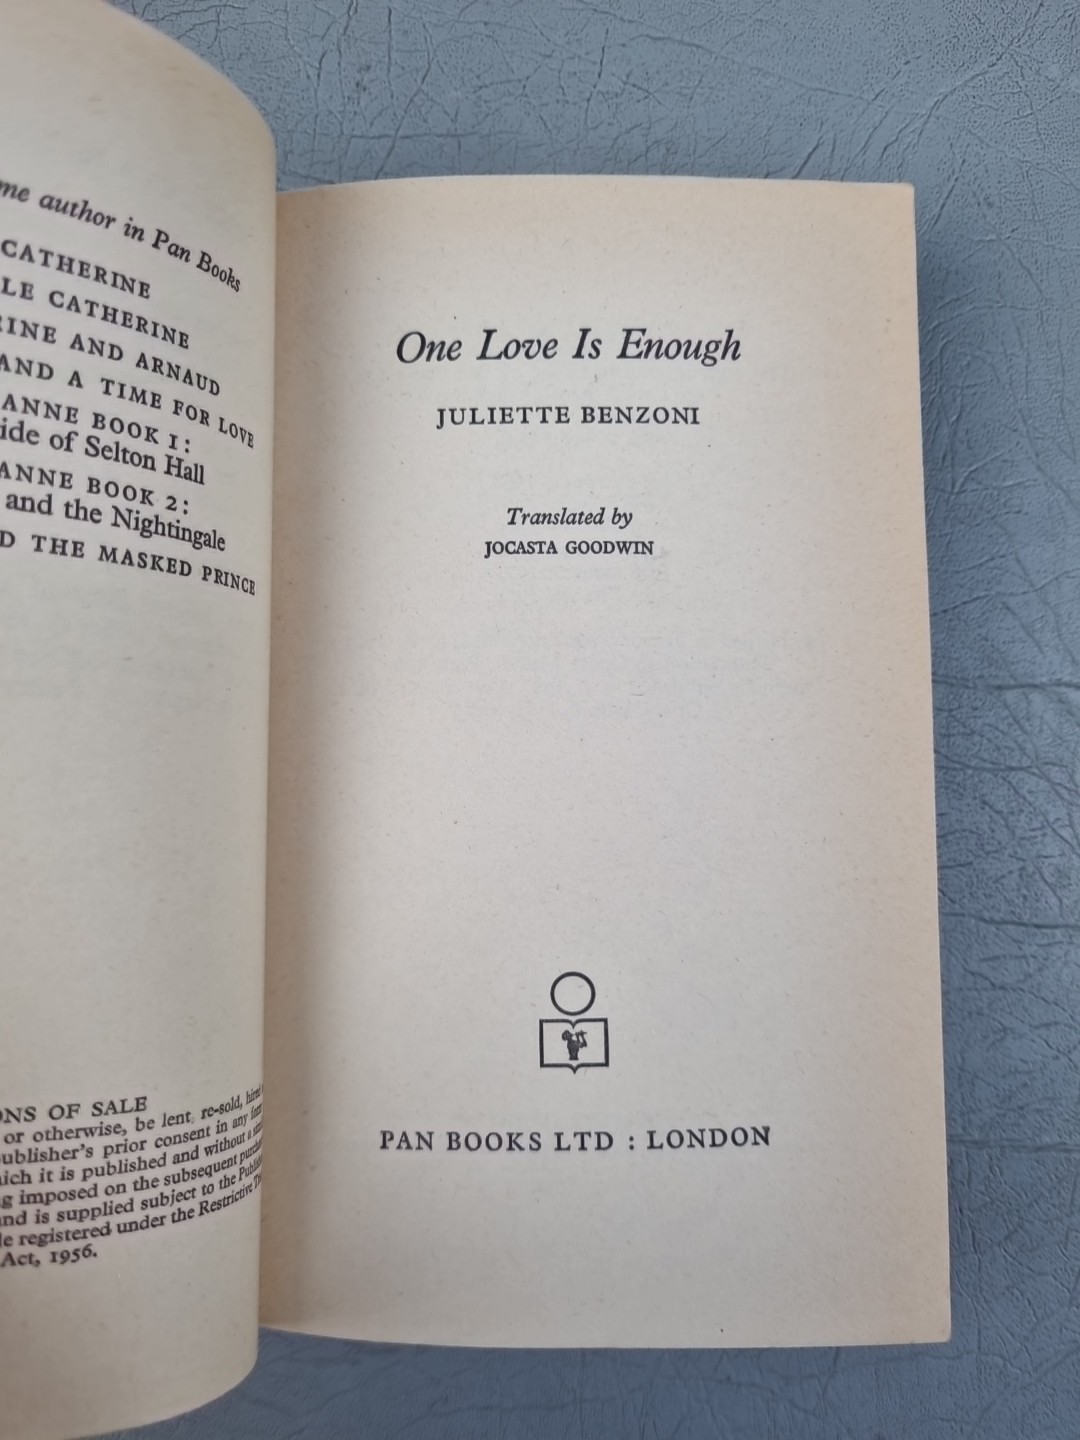 me author in Pan Books
CATHERINE
LE CATHERINE
RINE AND ARNAUD
AND A TIME FOR LOVE
ANNE BOOK 1:
ide of Selton Hall
ANNE BOOK 2:
and the Nightingale
D THE MASKED PRINCE
ONS OF SALE
or otherwise, be lent, re-sold, hired
ublisher's prior consent in any form
ich it is published and without a
g imposed on the subsequent
nd is supplied subject to the
le registered under the Restrictive
Act, 1956.
One Love Is Enough
JULIETTE BENZONI
Translated by
JOCASTA GOODWIN
PAN BOOKS LTD : LONDON